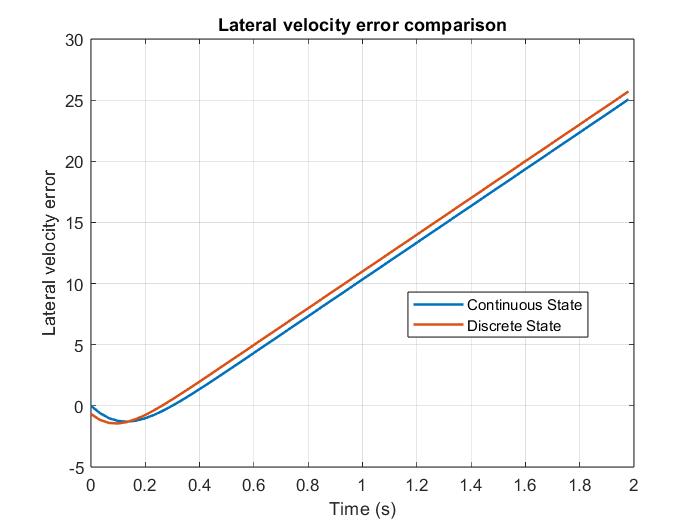 Lateral velocity error comparison
30
25
20
15
10
5
0
-5
Lateral velocity error
Continuous State
Discrete State
0 0.2 0.4 0.6 0.8 1 1.2 1.4 1.6 1.8 2
Time (s)